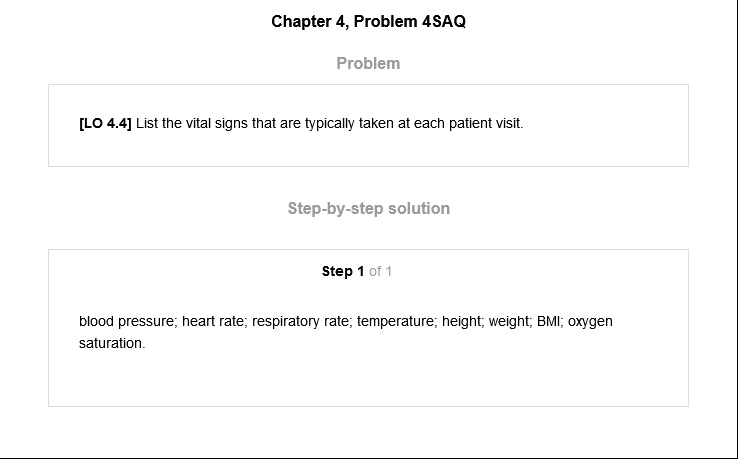 Chapter 4, Problem 4SAQ
Problem
[LO 4.4] List the vital signs that are typically taken at each patient visit.
Step-by-step solution
Step 1 of 1
blood pressure; heart rate; respiratory rate; temperature; height; weight; BMI; oxygen
saturation.